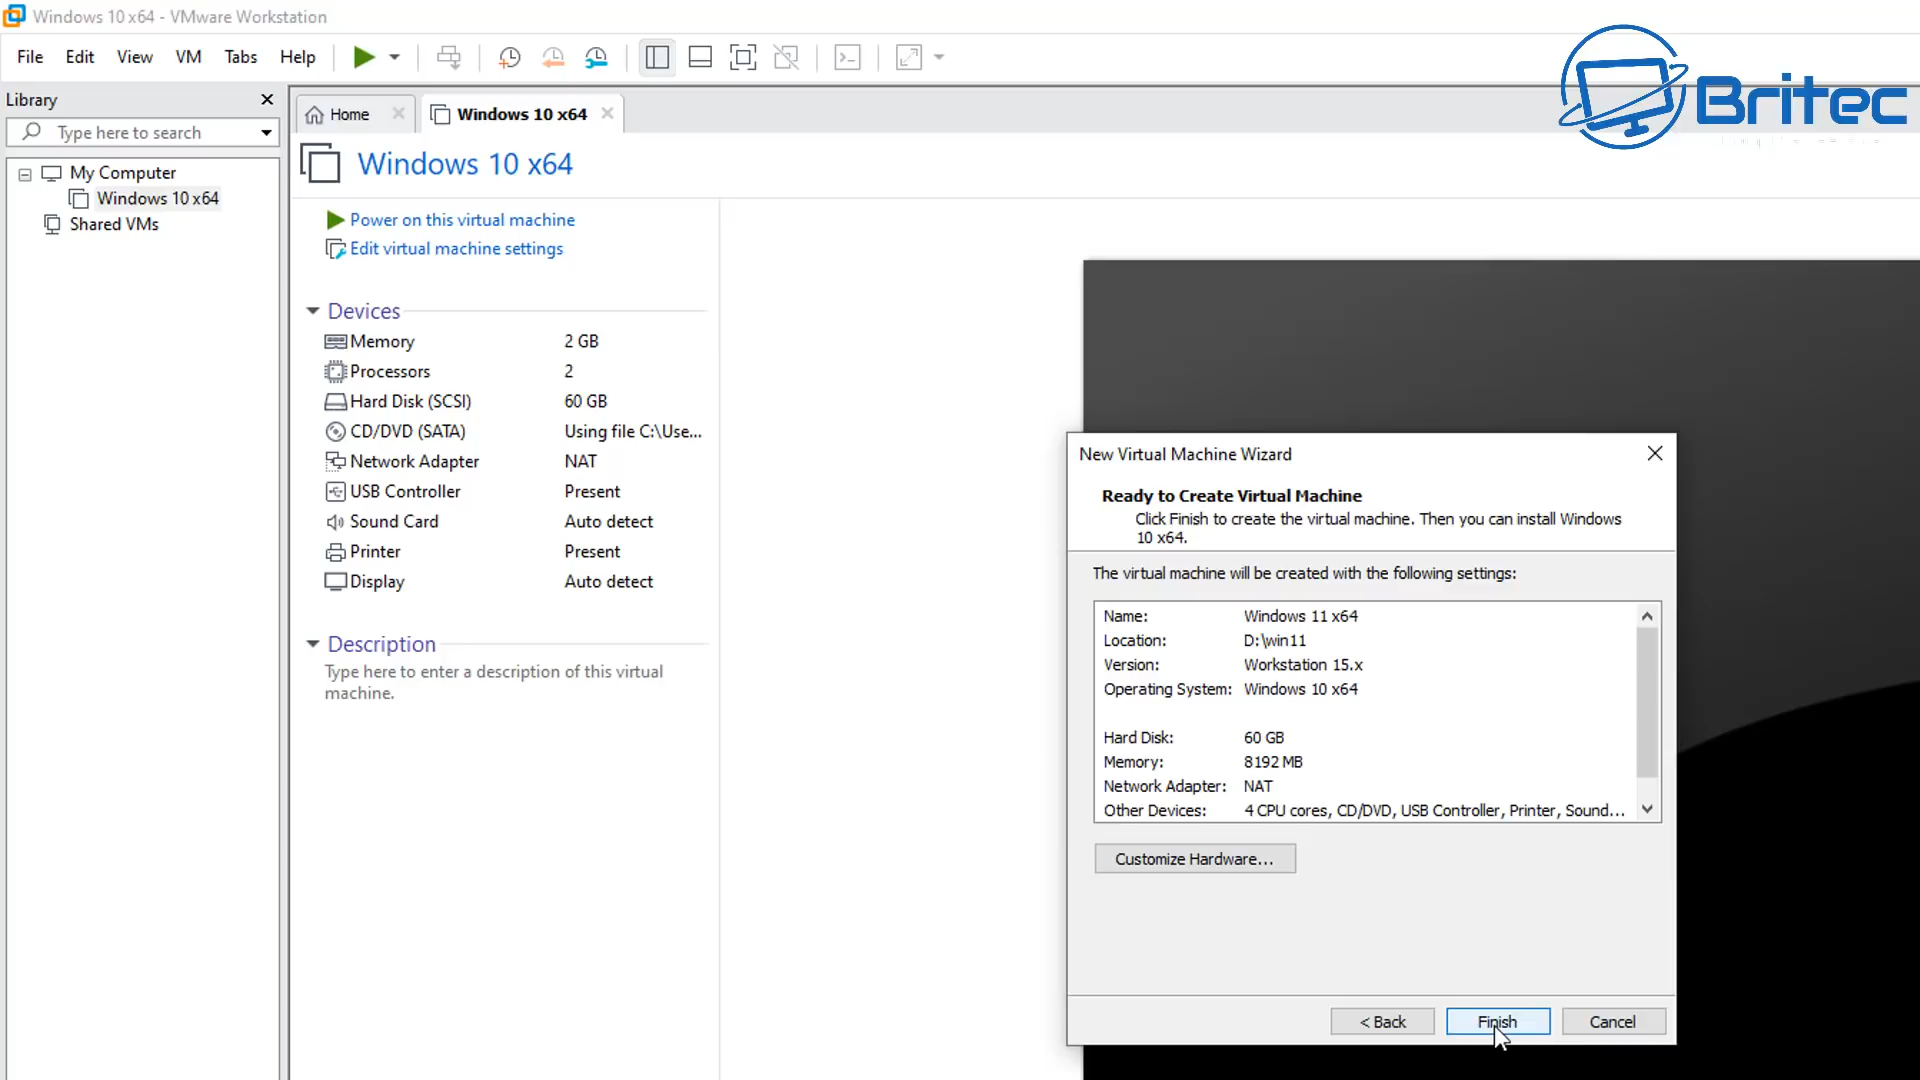 Windows 10 x64 - VMware Workstation
File Edit View VM Tabs Help
Britec
Library
Home
Windows 10 x64
Type here to search
My Computer
Windows 10 x64
Shared VMs
Windows 10 x64
Power on this virtual machine
Edit virtual machine settings
Devices
Memory 2 GB
Processors 2
Hard Disk (SCSI) 60 GB
CD/DVD (SATA) Using file C:\Use...
Network Adapter NAT
USB Controller Present
Sound Card Auto detect
Printer Present
Display Auto detect
Description
Type here to enter a description of this virtual
machine.
New Virtual Machine Wizard
Ready to Create Virtual Machine
Click Finish to create the virtual machine. Then you can install Windows
10 x64.
The virtual machine will be created with the following settings:
Name: Windows 11 x64
Location: D:\win11
Version: Workstation 15.x
Operating System: Windows 10 x64
Hard Disk: 60 GB
Memory: 8192 MB
Network Adapter: NAT
Other Devices: 4 CPU cores, CD/DVD, USB Controller, Printer, Sound...
Customize Hardware...
< Back
Finish
Cancel